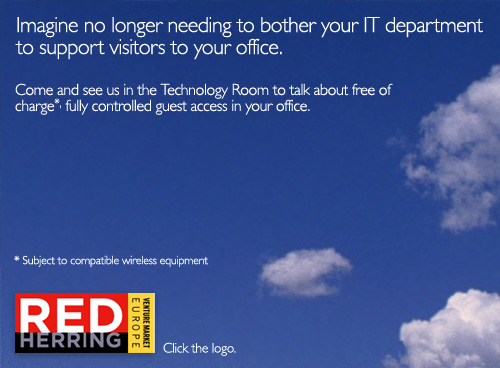 Imagine no longer needing to bother your IT department
to support visitors to your office.
Come and see us in the Technology Room to talk about free of
charge*, fully controlled guest access in your office.
* Subject to compatible wireless equipment
RED
HERRING
EUROPE
VENTURE MARKET
Click the logo.